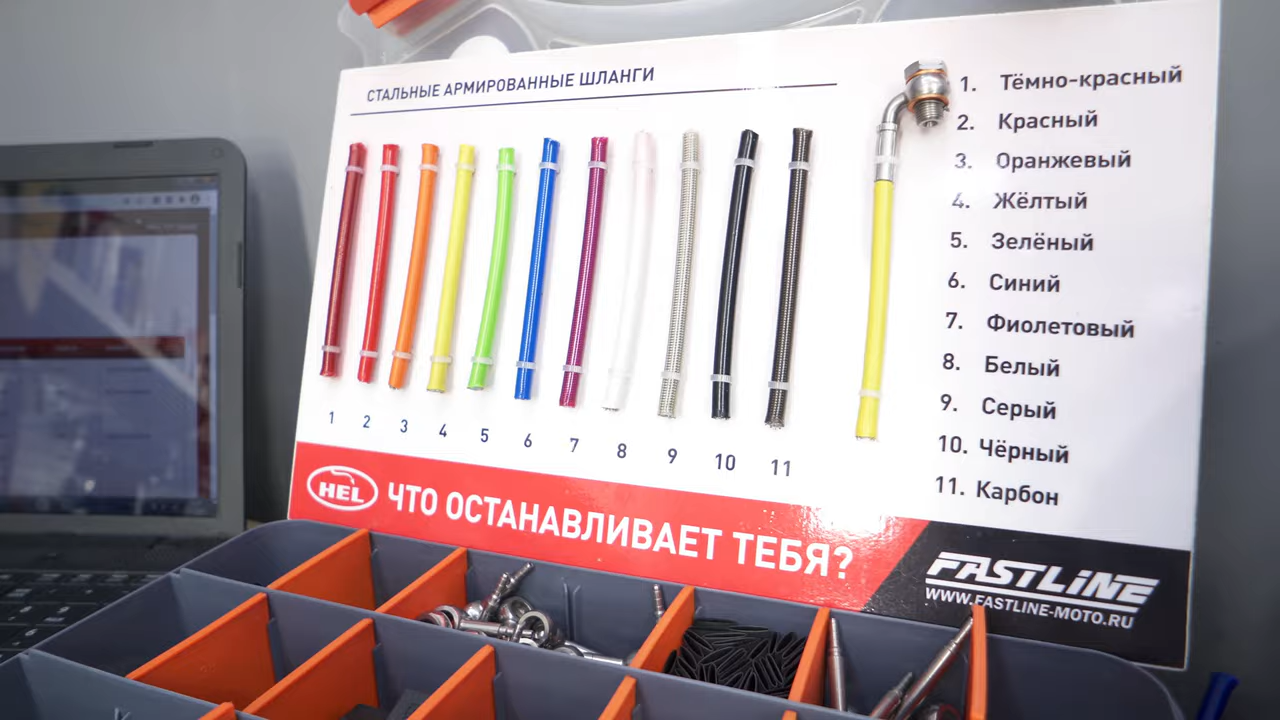 СТАЛЬНЫЕ АРМИРОВАННЫЕ ШЛАНГИ
1 2 3 4 5 6 7 8 9 10 11
1. Тёмно-красный
2. Красный
3. Оранжевый
4. Жёлтый
5. Зелёный
6. Синий
7. Фиолетовый
8. Белый
9. Серый
10. Чёрный
11. Карбон
HEL ЧТО ОСТАНАВЛИВАЕТ ТЕБЯ?
FASTLINE
WWW.FASTLINE-MOTO.RU